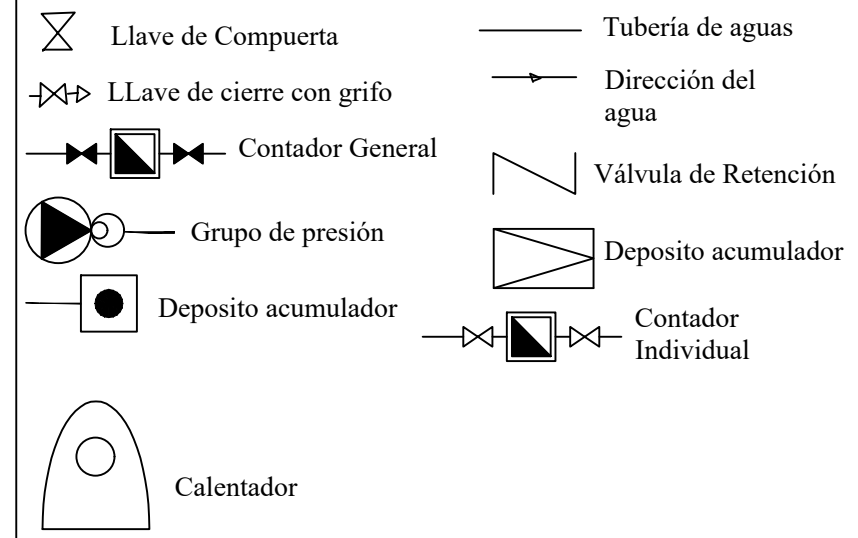 Llave de Compuerta
LLave de cierre con grifo
Contador General
Grupo de presión
Deposito acumulador
Calentador
Tubería de aguas
Dirección del
agua
Válvula de Retención
Deposito acumulador
Contador
Individual